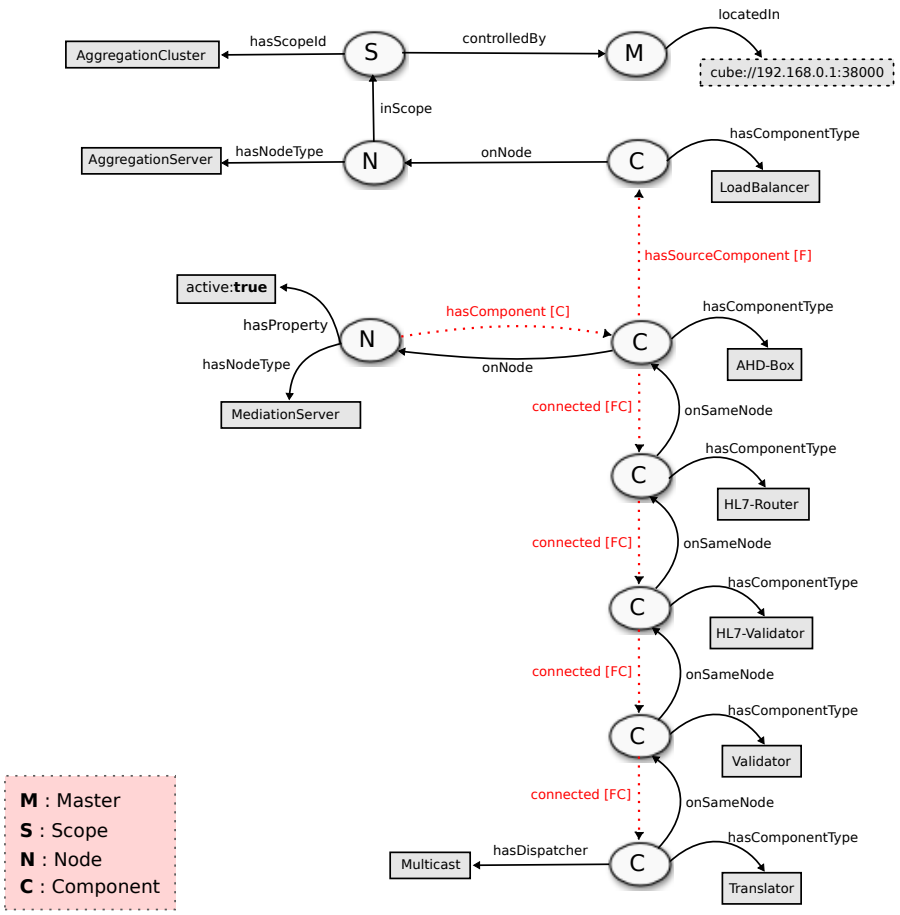 locatedIn
hasScopeId
controlledBy
AggregationCluster
S
M
cube://192.168.0.1:38000
inScope
hasComponentType
hasNodeType
onNode
AggregationServer
N
C
LoadBalancer
hasSourceComponent [F]
active:true
hasComponent [C]
hasComponentType
hasProperty
N
C
hasNodeType
onNode
AHD-Box
MediationServer
connected [FC]
onSameNode
hasComponentType
C
HL7-Router
connected [FC]
onSameNode
hasComponentType
C
HL7-Validator
connected [FC]
onSameNode
hasComponentType
C
Validator
connected [FC]
onSameNode
hasComponentType
hasDispatcher
Multicast
C
Translator
M : Master
S : Scope
N : Node
C : Component